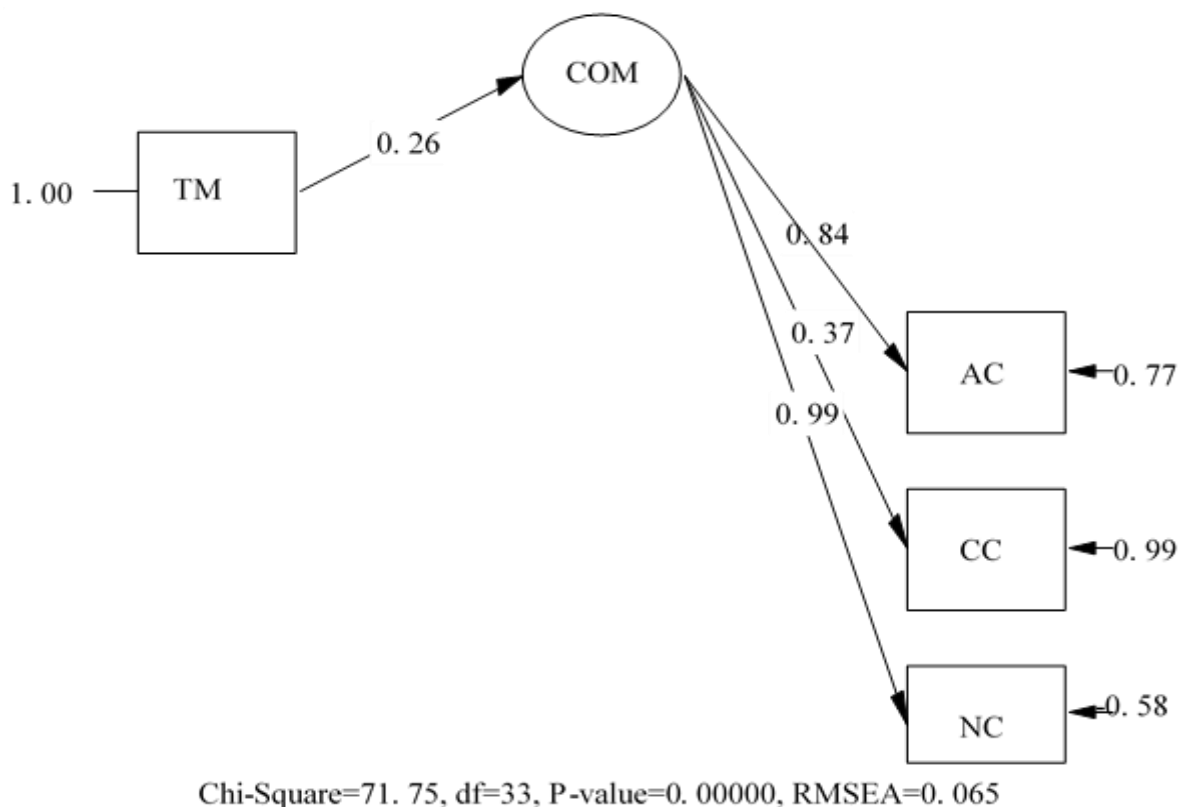 COM
0. 26
1. 00
TM
0. 84
0. 37
AC
0. 77
0. 99
CC
0. 99
0. 58
NC
Chi-Square=71. 75, df=33, P-value=0. 00000, RMSEA=0. 065